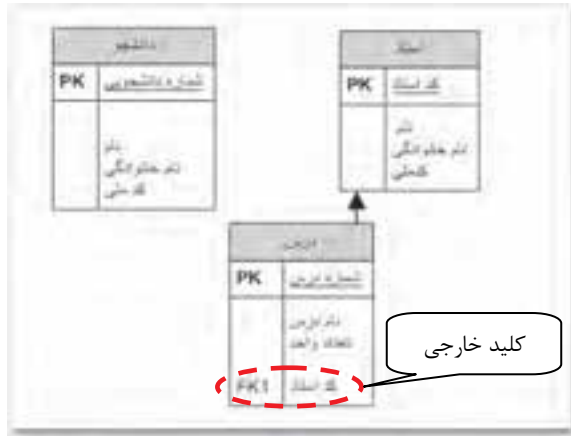 دانشجو
PK شماره دانشجویی
نام
نام خانوادگی
کد ملی
استاد
PK کد استاد
نام
نام خانوادگی
کدملی
درس
PK شماره درس
نام درس
تعداد واحد
FK1 کد استاد
کلید خارجی